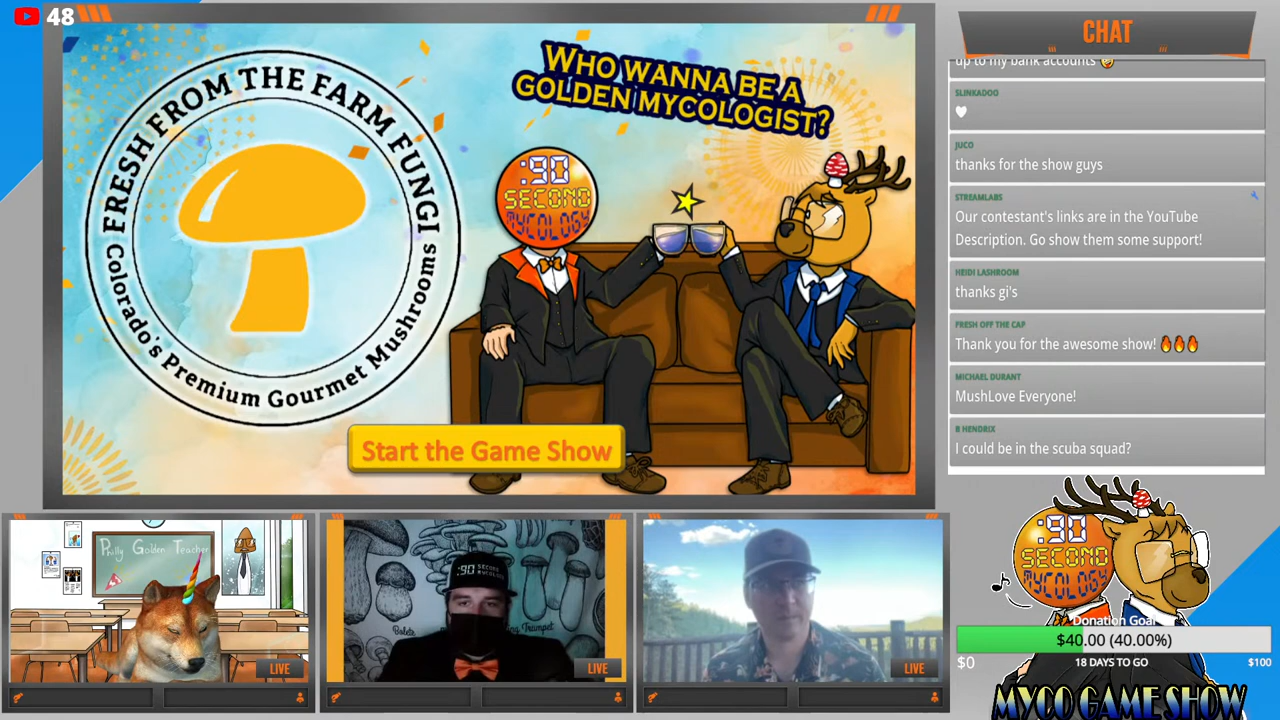 48
FRESH FROM THE FARM FUNGI
Colorado's Premium Gourmet Mushrooms
WHO WANNA BE A
GOLDEN MYCOLOGIST?
:90
SECOND
MYCOLOGY
Start the Game Show
CHAT
up to my bank accounts
SLINKADOO
JUCO
thanks for the show guys
STREAMLABS
Our contestant's links are in the YouTube
Description. Go show them some support!
HEIDI LASHROOM
thanks gi's
FRESH OFF THE CAP
Thank you for the awesome show! 🔥🔥🔥
MICHAEL DURANT
MushLove Everyone!
B HENDRIX
I could be in the scuba squad?
Philly Golden Teacher
LIVE
:90 SECOND
MYCOLOGY
Bolete
Trumpet
LIVE
LIVE
:90
SECOND
MYCOLOGY
Donation Goal
$40.00 (40.00%)
$0
18 DAYS TO GO
$100
MYCO GAME SHOW